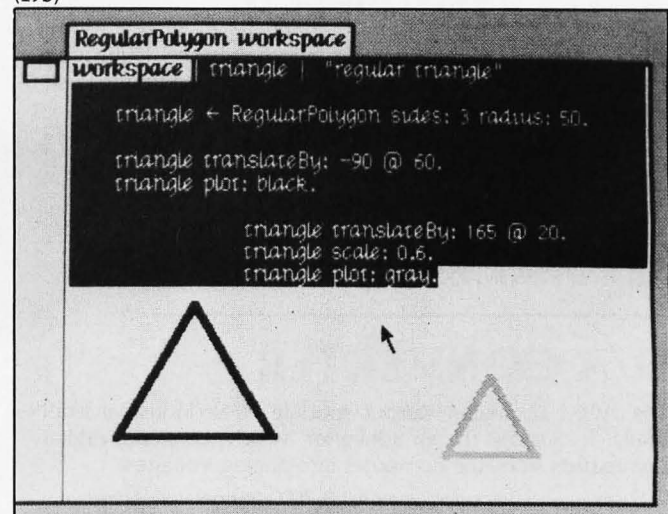 RegularPolygon workspace
workspace | triangle | "regular triangle"
triangle ← RegularPolygon sides: 3 radius: 50.
triangle translateBy: -90 @ 60.
triangle plot: black.
triangle translateBy: 165 @ 20.
triangle scale: 0.6.
triangle plot: gray.